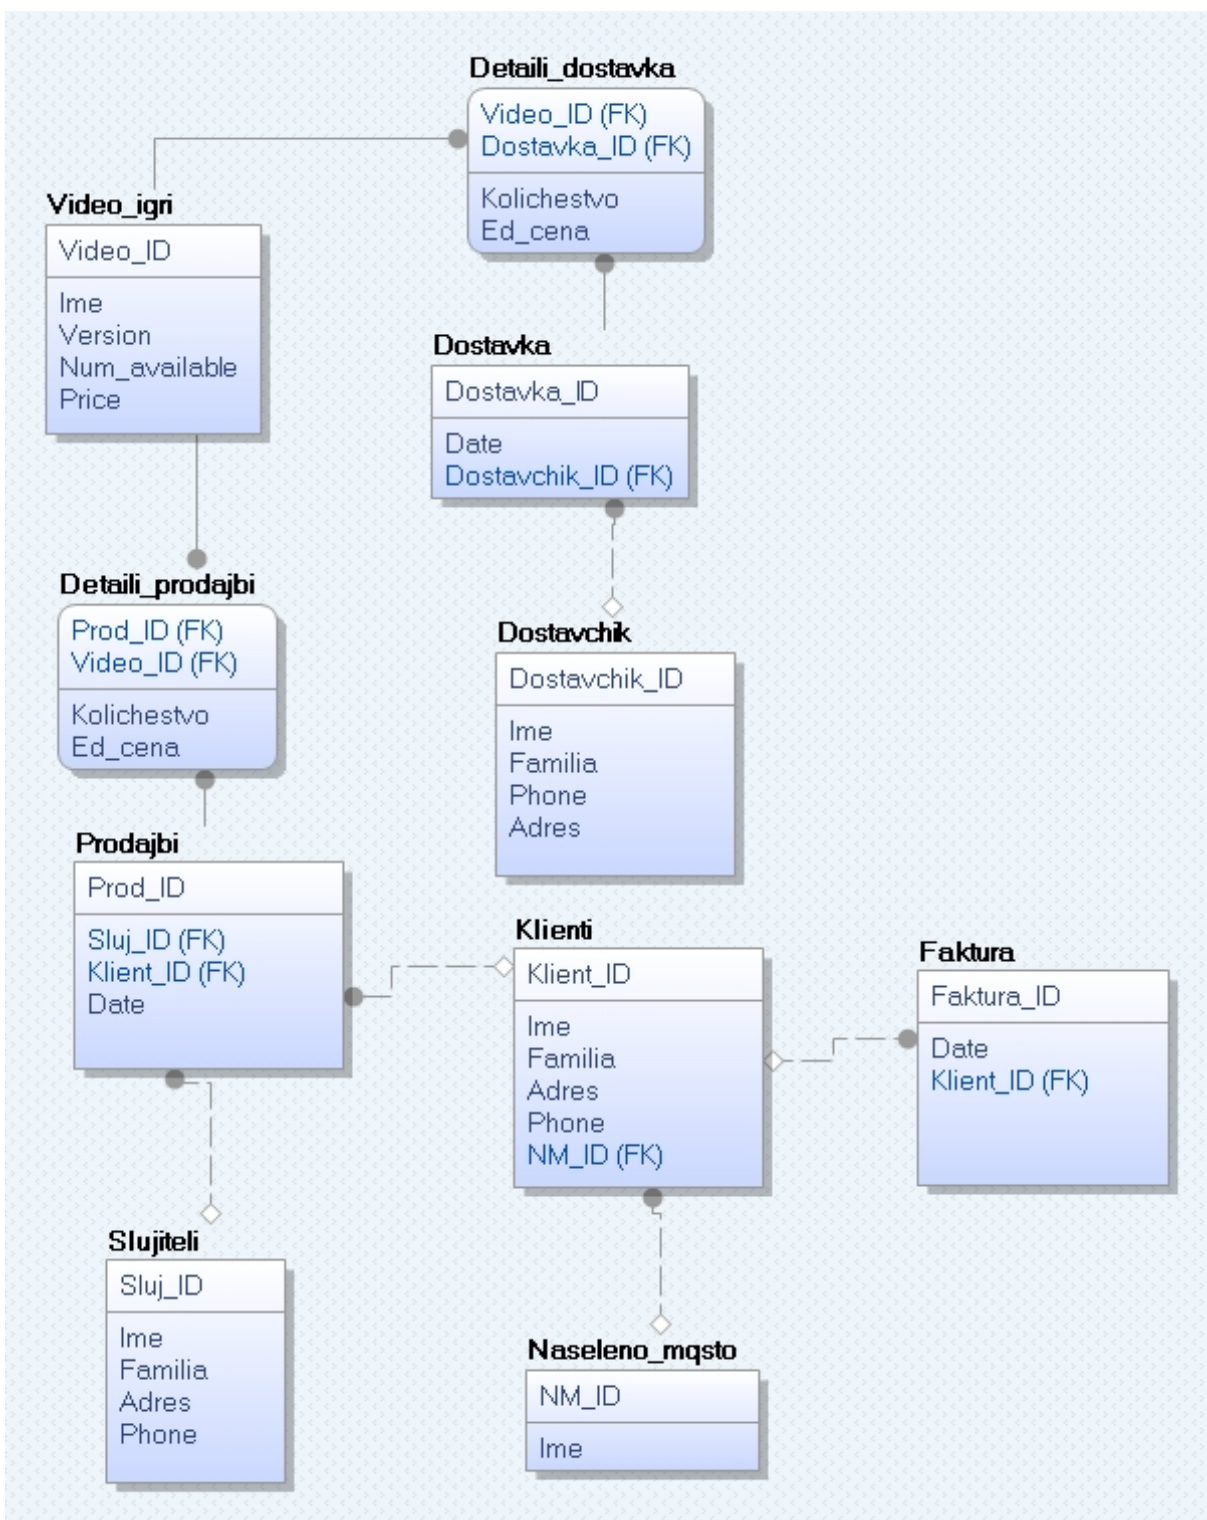 Detaili_dostavka
Video_ID (FK)
Dostavka_ID (FK)
Kolichestvo
Ed_cena
Video_igri
Video_ID
Ime
Version
Num_available
Price
Dostavka
Dostavka_ID
Date
Dostavchik_ID (FK)
Detaili_prodajbi
Prod_ID (FK)
Video_ID (FK)
Kolichestvo
Ed_cena
Dostavchik
Dostavchik_ID
Ime
Familia
Phone
Adres
Prodajbi
Prod_ID
Sluj_ID (FK)
Klient_ID (FK)
Date
Klienti
Klient_ID
Ime
Familia
Adres
Phone
NM_ID (FK)
Faktura
Faktura_ID
Date
Klient_ID (FK)
Slujiteli
Sluj_ID
Ime
Familia
Adres
Phone
Naseleno_mqsto
NM_ID
Ime